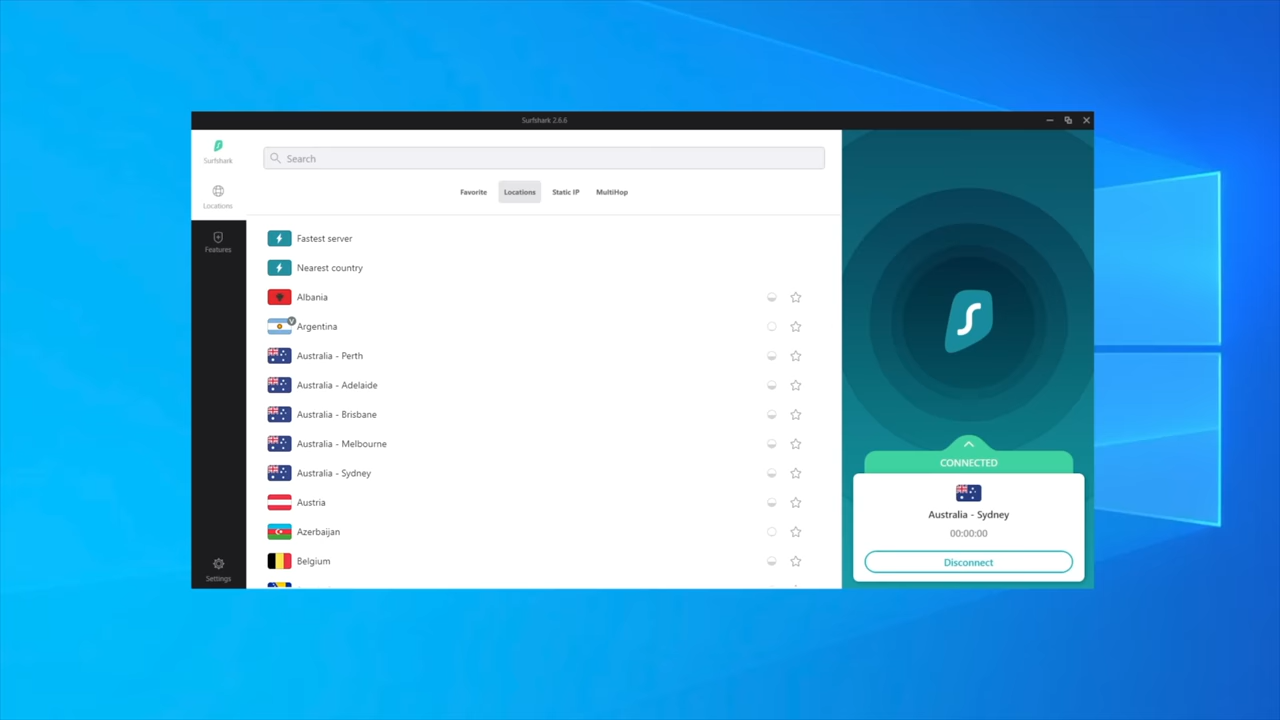 Surfshark 2.6.6
Surfshark
Locations
Features
Settings
Search
Favorite
Locations
Static IP
MultiHop
Fastest server
Nearest country
Albania
V
Argentina
Australia - Perth
Australia - Adelaide
Australia - Brisbane
Australia - Melbourne
Australia - Sydney
Austria
Azerbaijan
Belgium
CONNECTED
Australia - Sydney
00:00:00
Disconnect